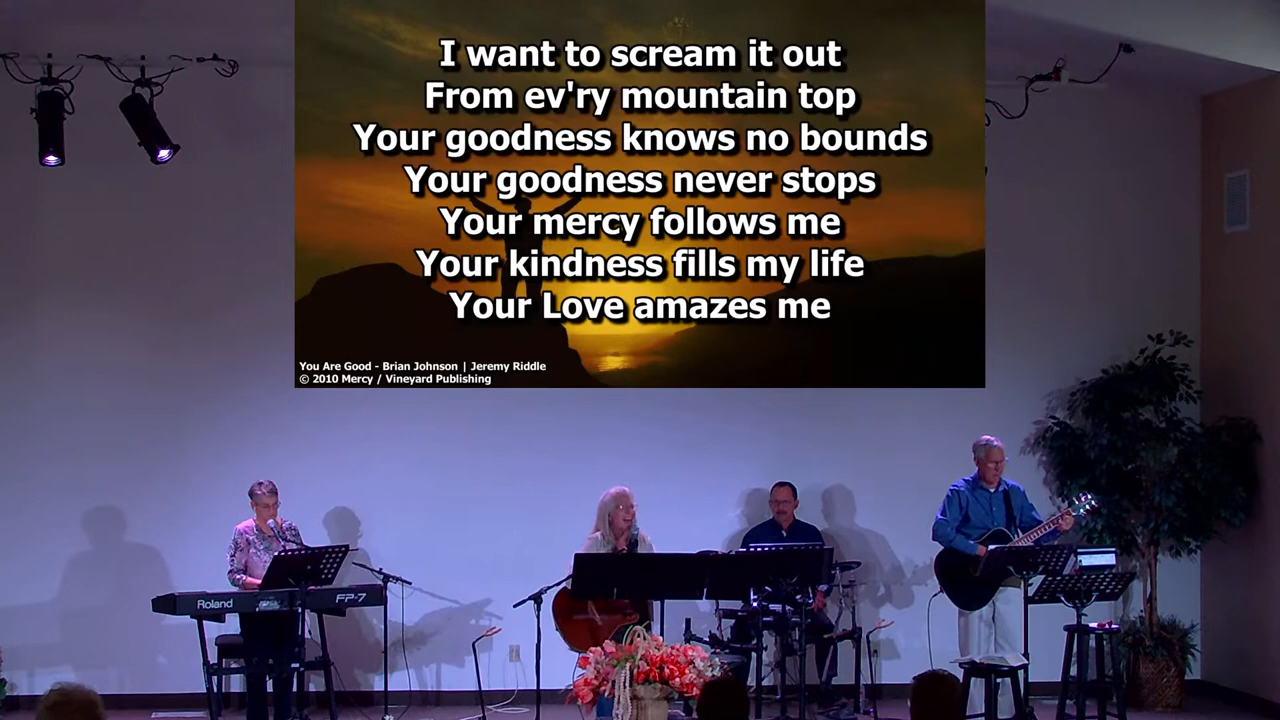 I want to scream it out
From ev'ry mountain top
Your goodness knows no bounds
Your goodness never stops
Your mercy follows me
Your kindness fills my life
Your Love amazes me
You Are Good - Brian Johnson | Jeremy Riddle
© 2010 Mercy / Vineyard Publishing
Roland
FP-7